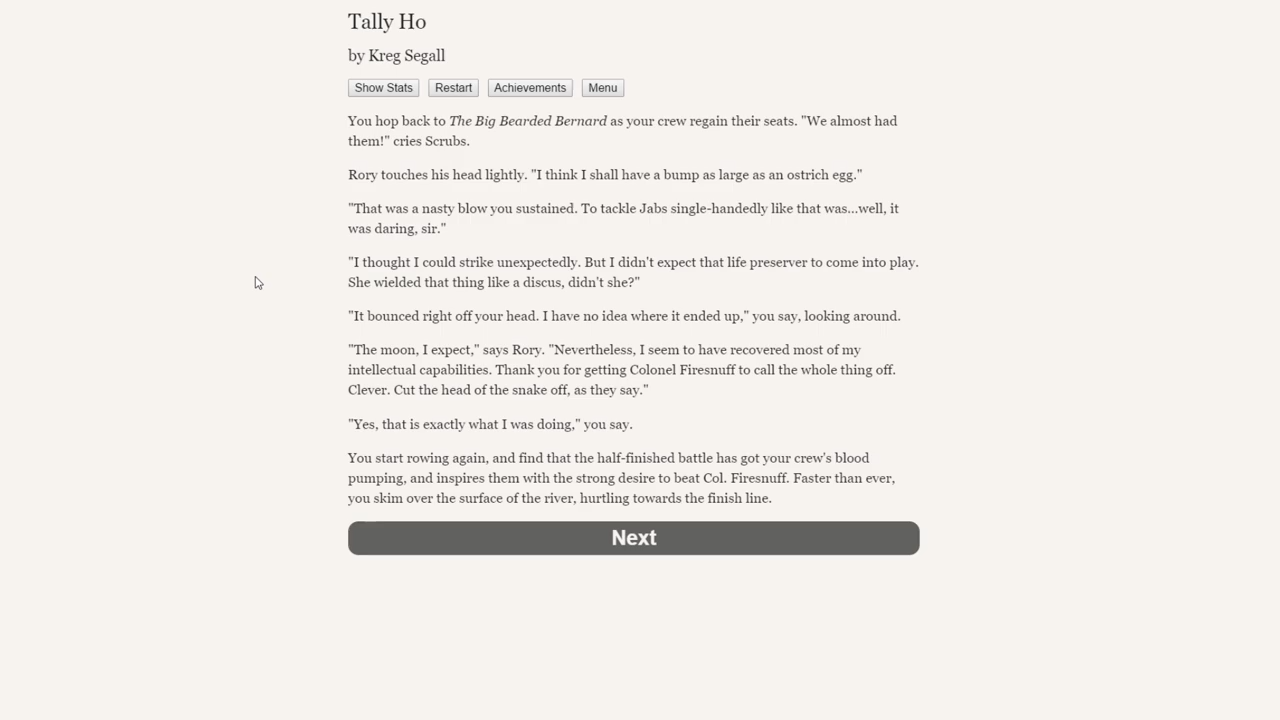 Tally Ho
by Kreg Segall
Show Stats Restart Achievements Menu
You hop back to The Big Bearded Bernard as your crew regain their seats. "We almost had
them!" cries Scrubs.
Rory touches his head lightly. "I think I shall have a bump as large as an ostrich egg."
"That was a nasty blow you sustained. To tackle Jabs single-handedly like that was...well, it
was daring, sir."
"I thought I could strike unexpectedly. But I didn't expect that life preserver to come into play.
She wielded that thing like a discus, didn't she?"
"It bounced right off your head. I have no idea where it ended up," you say, looking around.
"The moon, I expect," says Rory. "Nevertheless, I seem to have recovered most of my
intellectual capabilities. Thank you for getting Colonel Firesnuff to call the whole thing off.
Clever. Cut the head of the snake off, as they say."
"Yes, that is exactly what I was doing," you say.
You start rowing again, and find that the half-finished battle has got your crew's blood
pumping, and inspires them with the strong desire to beat Col. Firesnuff. Faster than ever,
you skim over the surface of the river, hurtling towards the finish line.
Next